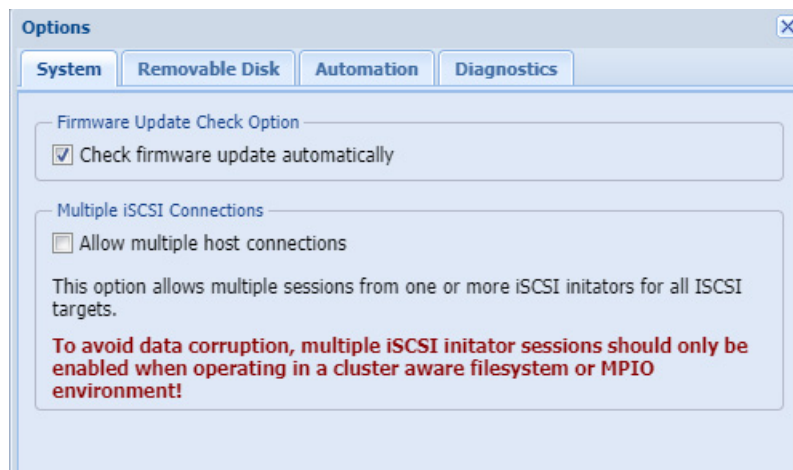 Options
System Removable Disk Automation Diagnostics
Firmware Update Check Option
Check firmware update automatically
Multiple iSCSI Connections
Allow multiple host connections
This option allows multiple sessions from one or more iSCSI initators for all ISCSI
targets.
To avoid data corruption, multiple iSCSI initator sessions should only be
enabled when operating in a cluster aware filesystem or MPIO
environment!